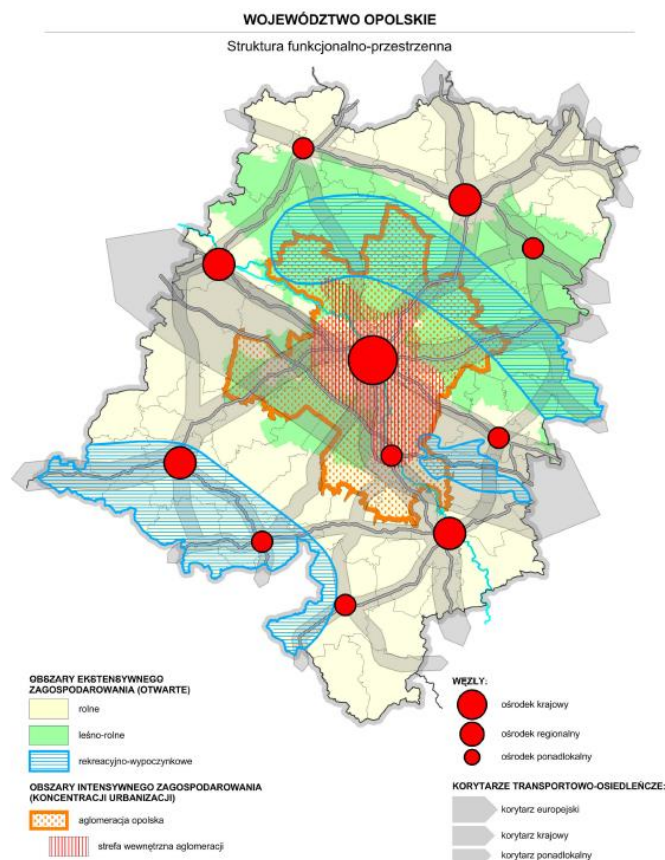 WOJEWÓDZTWO OPOLSKIE
Struktura funkcjonalno-przestrzenna
OBSZARY EKSTENSYWNEGO
ZAGOSPODAROWANIA (OTWARTE)
rolne
leśno-rolne
rekreacyjno-wypoczynkowe
OBSZARY INTENSYWNEGO ZAGOSPODAROWANIA
(KONCENTRACJI URBANIZACJI)
aglomeracja opolska
strefa wewnętrzna aglomeracji
WĘZŁY:
ośrodek krajowy
ośrodek regionalny
ośrodek ponadlokalny
KORYTARZE TRANSPORTOWO-OSIEDLEŃCZE:
korytarz europejski
korytarz krajowy
korytarz ponadlokalny